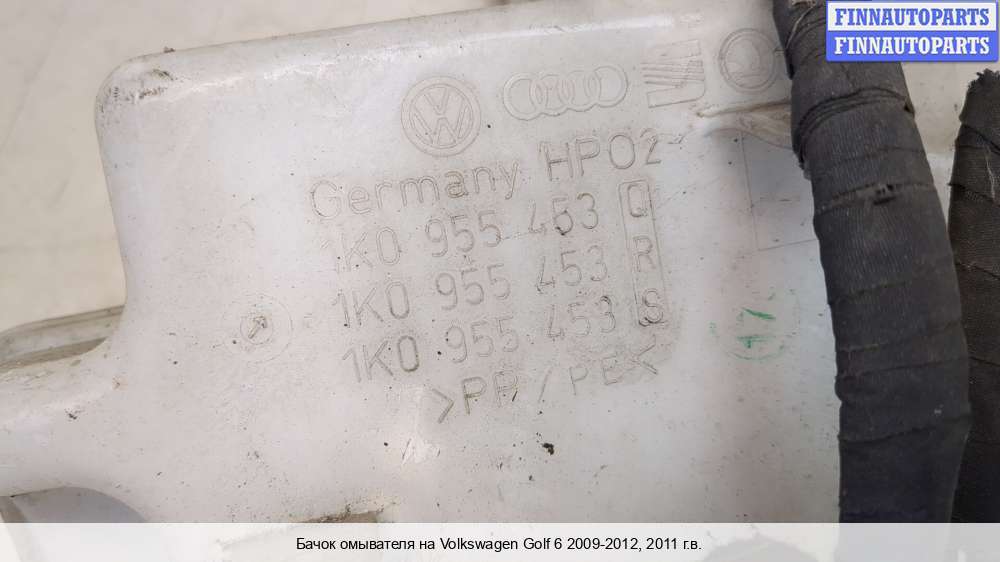 FINNAUTOPARTS
FINNAUTOPARTS
Germany HP02
1K0 955 453 Q
1K0 955 453 R
1K0 955 453 S
>PP/PE<
Бачок омывателя на Volkswagen Golf 6 2009-2012, 2011 г.в.